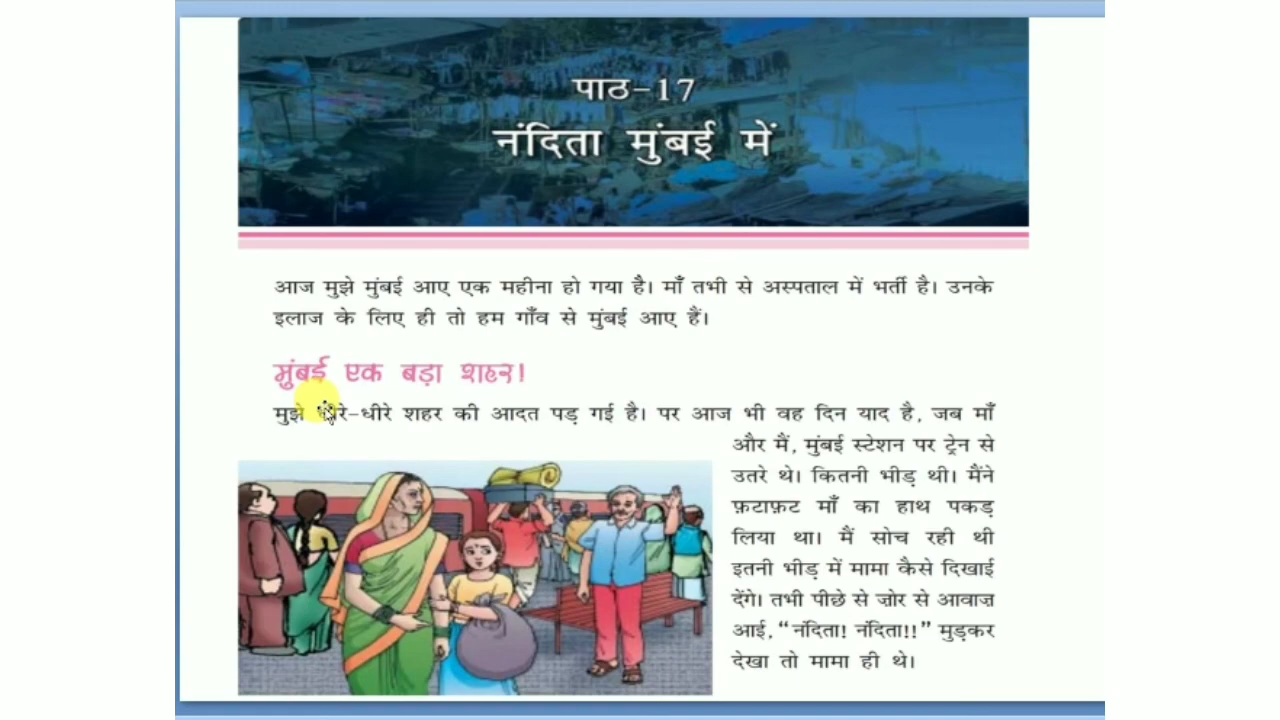 पाठ-17
नंदिता मुंबई में
आज मुझे मुंबई आए एक महीना हो गया है। माँ तभी से अस्पताल में भर्ती है। उनके
इलाज के लिए ही तो हम गाँव से मुंबई आए हैं।
मुंबई एक बड़ा शहर!
मुझे धीरे-धीरे शहर की आदत पड़ गई है। पर आज भी वह दिन याद है, जब माँ
और मैं, मुंबई स्टेशन पर ट्रेन से
उतरे थे। कितनी भीड़ थी। मैंने
फ़टाफ़ट माँ का हाथ पकड़
लिया था। मैं सोच रही थी
इतनी भीड़ में मामा कैसे दिखाई
देंगे। तभी पीछे से ज़ोर से आवाज़
आई, “नंदिता! नंदिता!!” मुड़कर
देखा तो मामा ही थे।